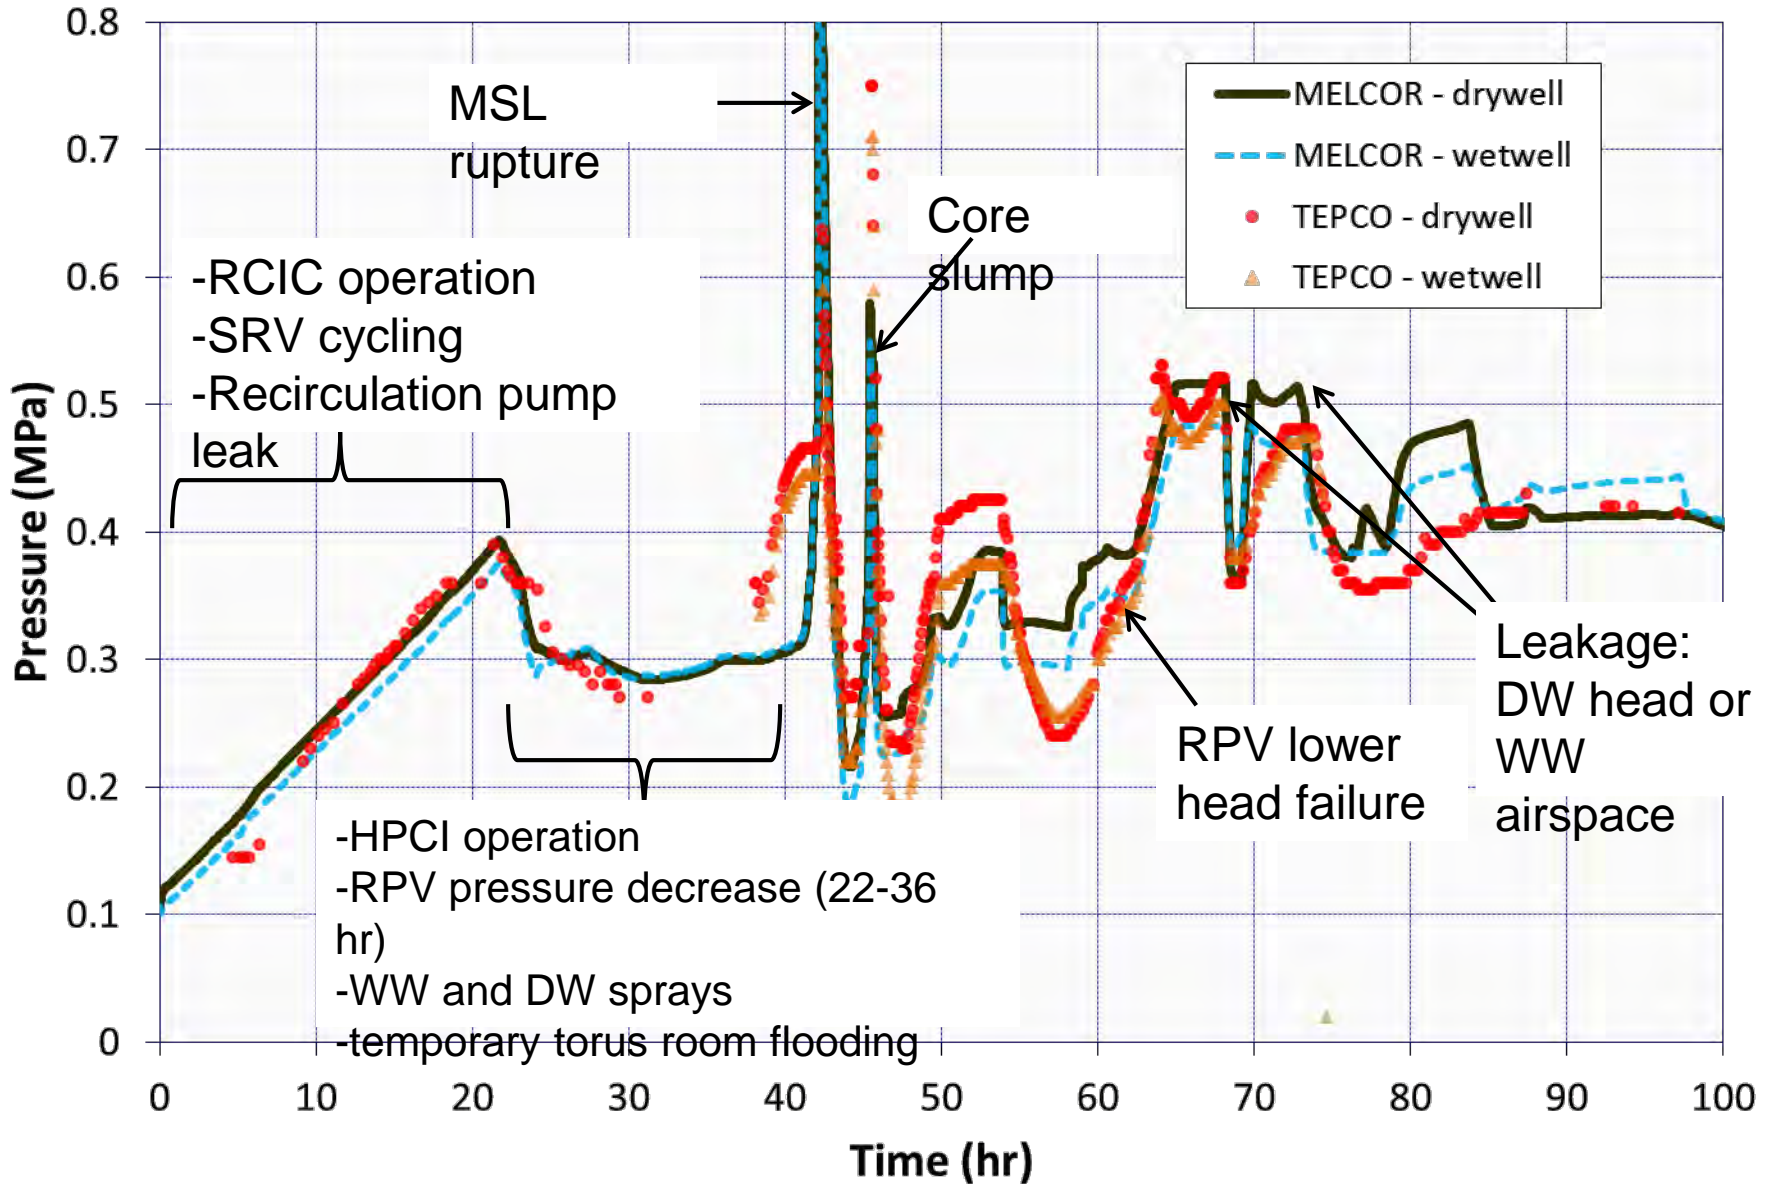 0.8
0.7
0.6
0.5
0.4
0.3
0.2
0.1
0
Pressure (MPa)
MSL
rupture
MELCOR - drywell
MELCOR - wetwell
TEPCO - drywell
TEPCO - wetwell
Core
slump
-RCIC operation
-SRV cycling
-Recirculation pump
leak
Leakage:
DW head or
WW
airspace
RPV lower
head failure
-HPCI operation
-RPV pressure decrease (22-36
hr)
-WW and DW sprays
-temporary torus room flooding
0 10 20 30 40 50 60 70 80 90 100
Time (hr)